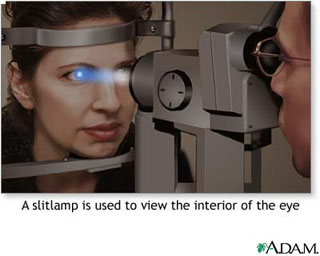 A slitlamp is used to view the interior of the eye
A.D.A.M.